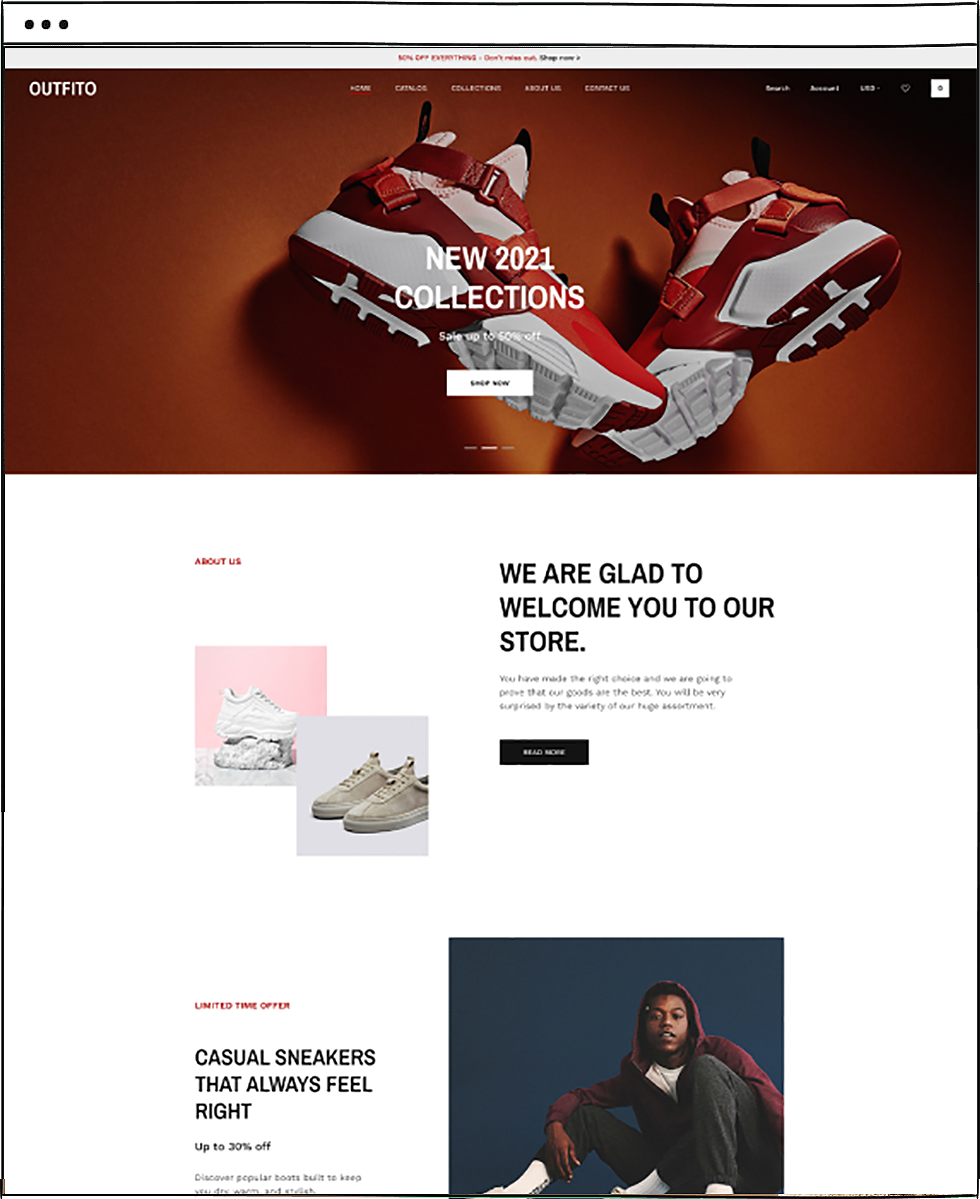 50% OFF EVERYTHING - Don't miss out. Shop now >
OUTFITO
HOME CATALOG COLLECTIONS ABOUT US CONTACT US
Search Account USD 0
NEW 2021
COLLECTIONS
Sale up to 50% off
SHOP NOW
ABOUT US
WE ARE GLAD TO
WELCOME YOU TO OUR
STORE.
You have made the right choice and we are going to
prove that our goods are the best. You will be very
surprised by the variety of our huge assortment.
READ MORE
LIMITED TIME OFFER
CASUAL SNEAKERS
THAT ALWAYS FEEL
RIGHT
Up to 30% off
Discover popular boots built to keep
you dry, warm, and stylish.